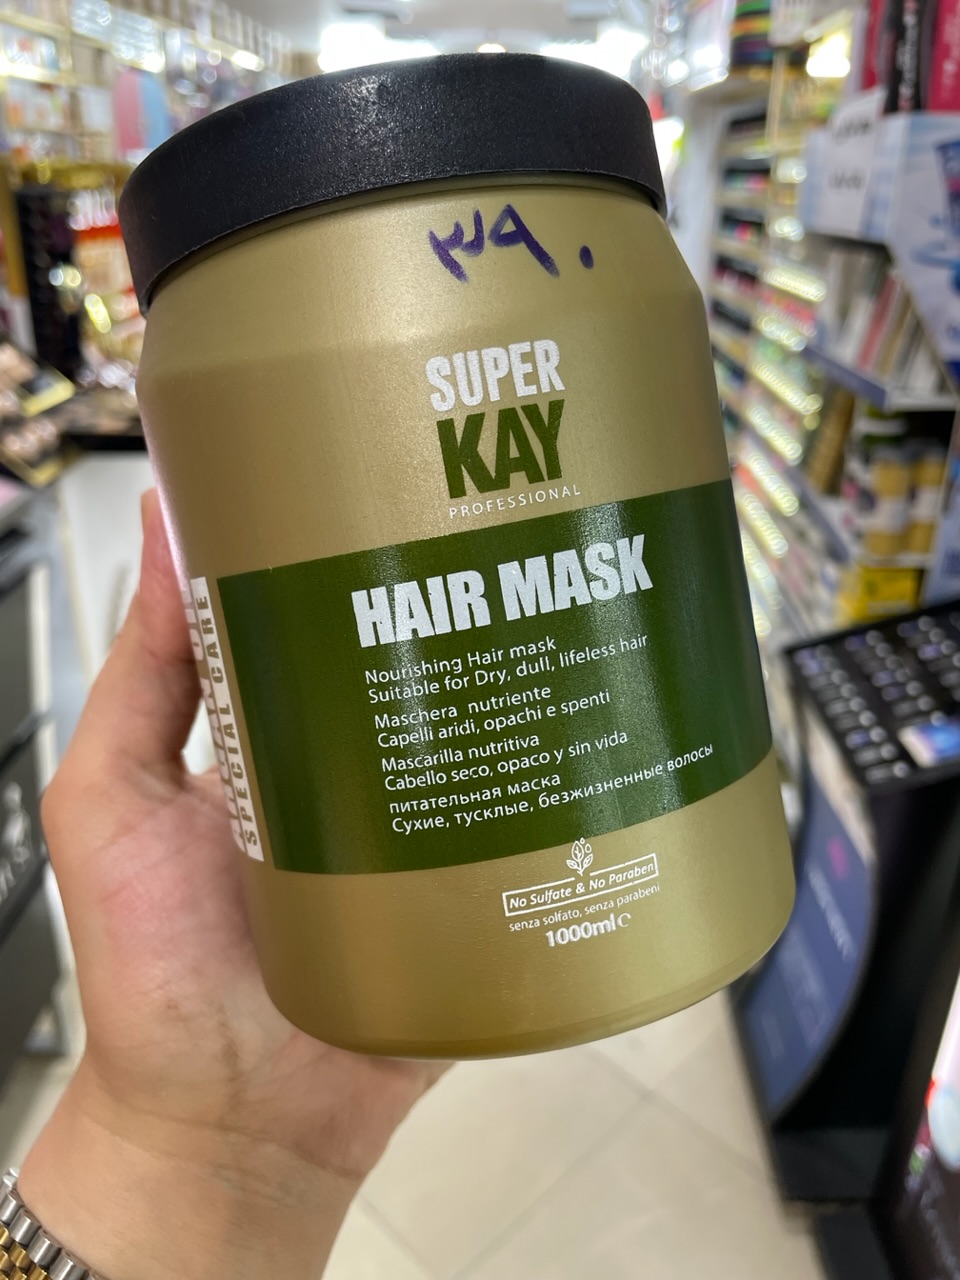 ۳۹۰
SUPER
KAY
PROFESSIONAL
HAIR MASK
Nourishing Hair mask
Suitable for Dry, dull, lifeless hair
Maschera nutriente
Capelli aridi, opachi e spenti
Mascarilla nutritiva
Cabello seco, opaco y sin vida
питательная маска
Сухие, тусклые, безжизненные волосы
SPECIAL CARE
No Sulfate & No Paraben
senza solfato, senza parabeni
1000ml e